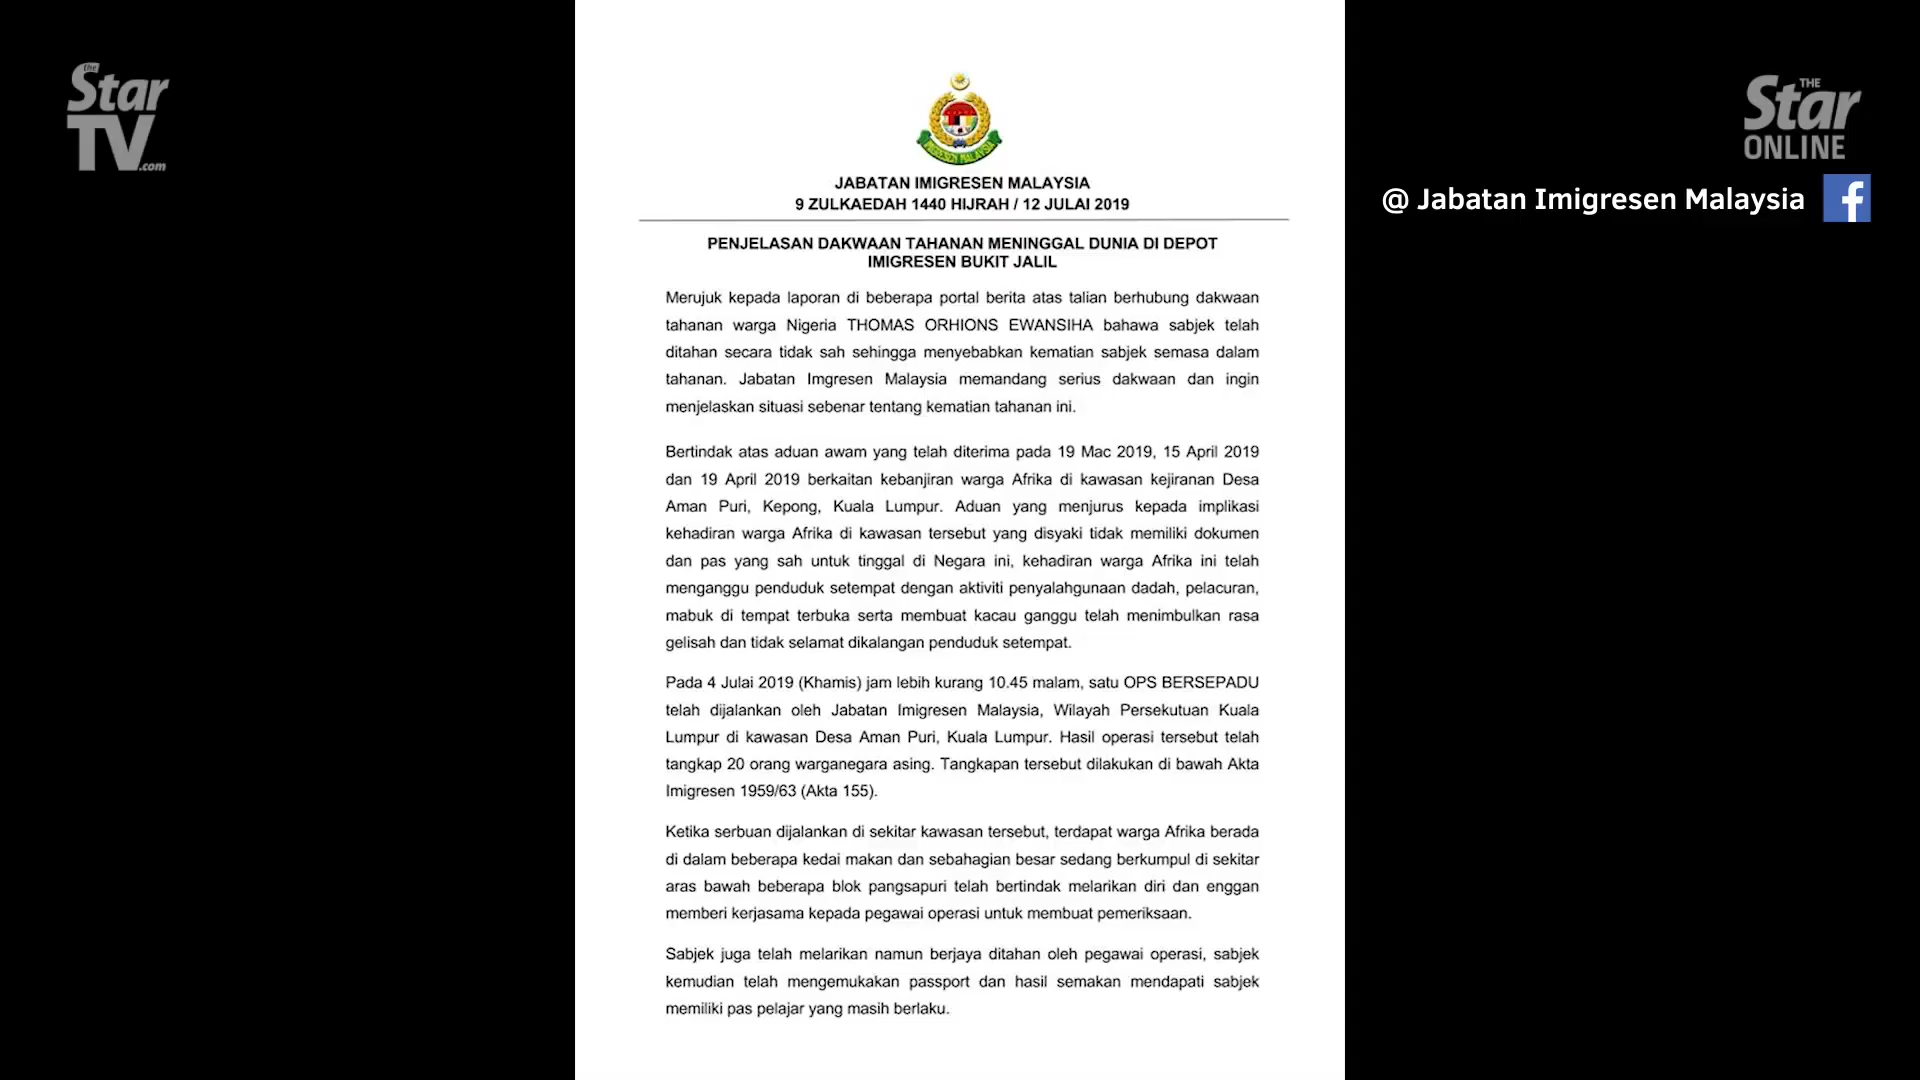 the
Star
TV.com
THE
Star
ONLINE
@ Jabatan Imigresen Malaysia
IMIGRESEN MALAYSIA
JABATAN IMIGRESEN MALAYSIA
9 ZULKAEDAH 1440 HIJRAH / 12 JULAI 2019
PENJELASAN DAKWAAN TAHANAN MENINGGAL DUNIA DI DEPOT
IMIGRESEN BUKIT JALIL
Merujuk kepada laporan di beberapa portal berita atas talian berhubung dakwaan
tahanan warga Nigeria THOMAS ORHIONS EWANSIHA bahawa sabjek telah
ditahan secara tidak sah sehingga menyebabkan kematian sabjek semasa dalam
tahanan. Jabatan Imgresen Malaysia memandang serius dakwaan dan ingin
menjelaskan situasi sebenar tentang kematian tahanan ini.
Bertindak atas aduan awam yang telah diterima pada 19 Mac 2019, 15 April 2019
dan 19 April 2019 berkaitan kebanjiran warga Afrika di kawasan kejiranan Desa
Aman Puri, Kepong, Kuala Lumpur. Aduan yang menjurus kepada implikasi
kehadiran warga Afrika di kawasan tersebut yang disyaki tidak memiliki dokumen
dan pas yang sah untuk tinggal di Negara ini, kehadiran warga Afrika ini telah
menganggu penduduk setempat dengan aktiviti penyalahgunaan dadah, pelacuran,
mabuk di tempat terbuka serta membuat kacau ganggu telah menimbulkan rasa
gelisah dan tidak selamat dikalangan penduduk setempat.
Pada 4 Julai 2019 (Khamis) jam lebih kurang 10.45 malam, satu OPS BERSEPADU
telah dijalankan oleh Jabatan Imigresen Malaysia, Wilayah Persekutuan Kuala
Lumpur di kawasan Desa Aman Puri, Kuala Lumpur. Hasil operasi tersebut telah
tangkap 20 orang warganegara asing. Tangkapan tersebut dilakukan di bawah Akta
Imigresen 1959/63 (Akta 155).
Ketika serbuan dijalankan di sekitar kawasan tersebut, terdapat warga Afrika berada
di dalam beberapa kedai makan dan sebahagian besar sedang berkumpul di sekitar
aras bawah beberapa blok pangsapuri telah bertindak melarikan diri dan enggan
memberi kerjasama kepada pegawai operasi untuk membuat pemeriksaan.
Sabjek juga telah melarikan namun berjaya ditahan oleh pegawai operasi, sabjek
kemudian telah mengemukakan passport dan hasil semakan mendapati sabjek
memiliki pas pelajar yang masih berlaku.